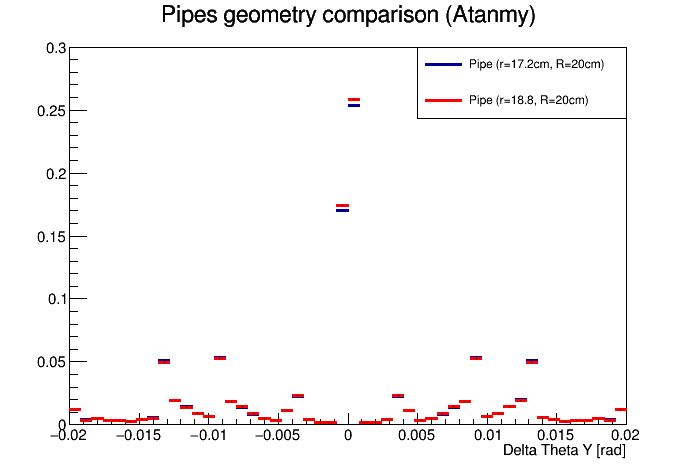 Pipes geometry comparison (Atanmy)
0.3
Pipe (r=17.2cm, R=20cm)
Pipe (r=18.8, R=20cm)
0.25
0.2
0.15
0.1
0.05
0
−0.02 −0.015 −0.01 −0.005 0 0.005 0.01 0.015 0.02
Delta Theta Y [rad]